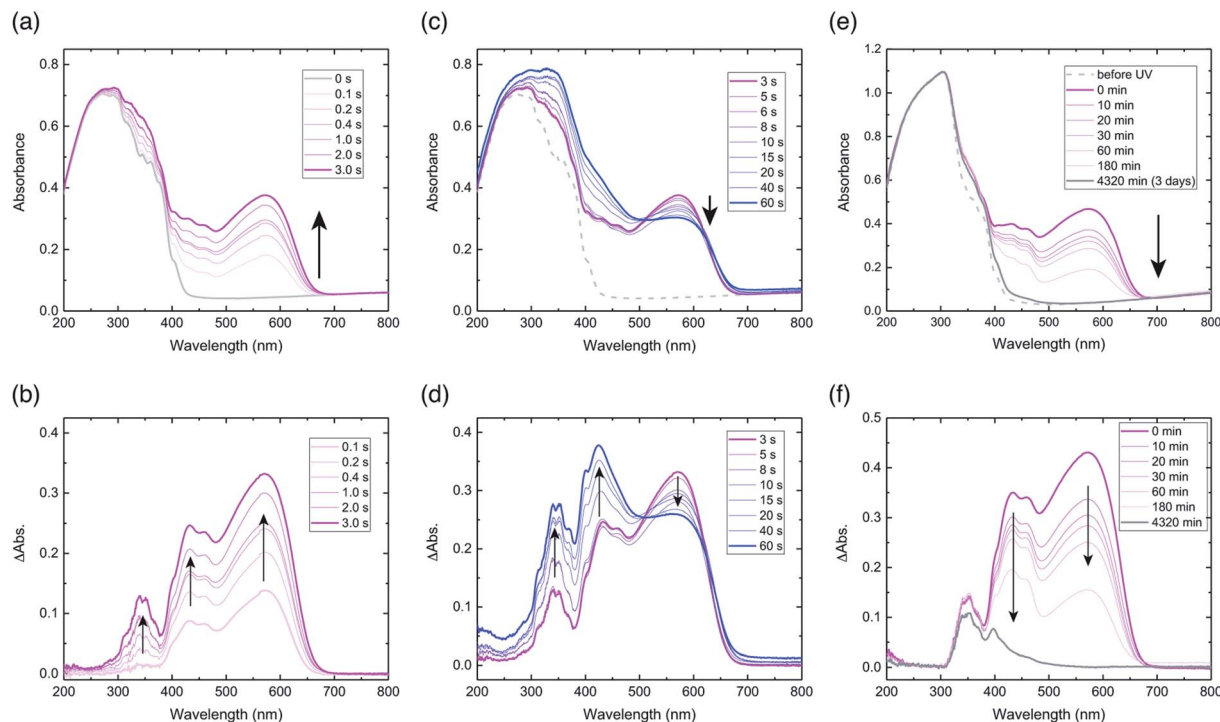 (a)
Absorbance
0.8
0.6
0.4
0.2
0.0
200 300 400 500 600 700 800
Wavelength (nm)
0 s
0.1 s
0.2 s
0.4 s
1.0 s
2.0 s
3.0 s
(c)
Absorbance
0.8
0.6
0.4
0.2
0.0
200 300 400 500 600 700 800
Wavelength (nm)
3 s
5 s
6 s
8 s
10 s
15 s
20 s
40 s
60 s
(e)
Absorbance
1.2
1.0
0.8
0.6
0.4
0.2
0.0
200 300 400 500 600 700 800
Wavelength (nm)
before UV
0 min
10 min
20 min
30 min
60 min
180 min
4320 min (3 days)
(b)
ΔAbs.
0.4
0.3
0.2
0.1
0.0
200 300 400 500 600 700 800
Wavelength (nm)
0.1 s
0.2 s
0.4 s
1.0 s
2.0 s
3.0 s
(d)
ΔAbs.
0.4
0.3
0.2
0.1
0.0
200 300 400 500 600 700 800
Wavelength (nm)
3 s
5 s
8 s
10 s
15 s
20 s
40 s
60 s
(f)
ΔAbs.
0.5
0.4
0.3
0.2
0.1
0.0
200 300 400 500 600 700 800
Wavelength (nm)
0 min
10 min
20 min
30 min
60 min
180 min
4320 min